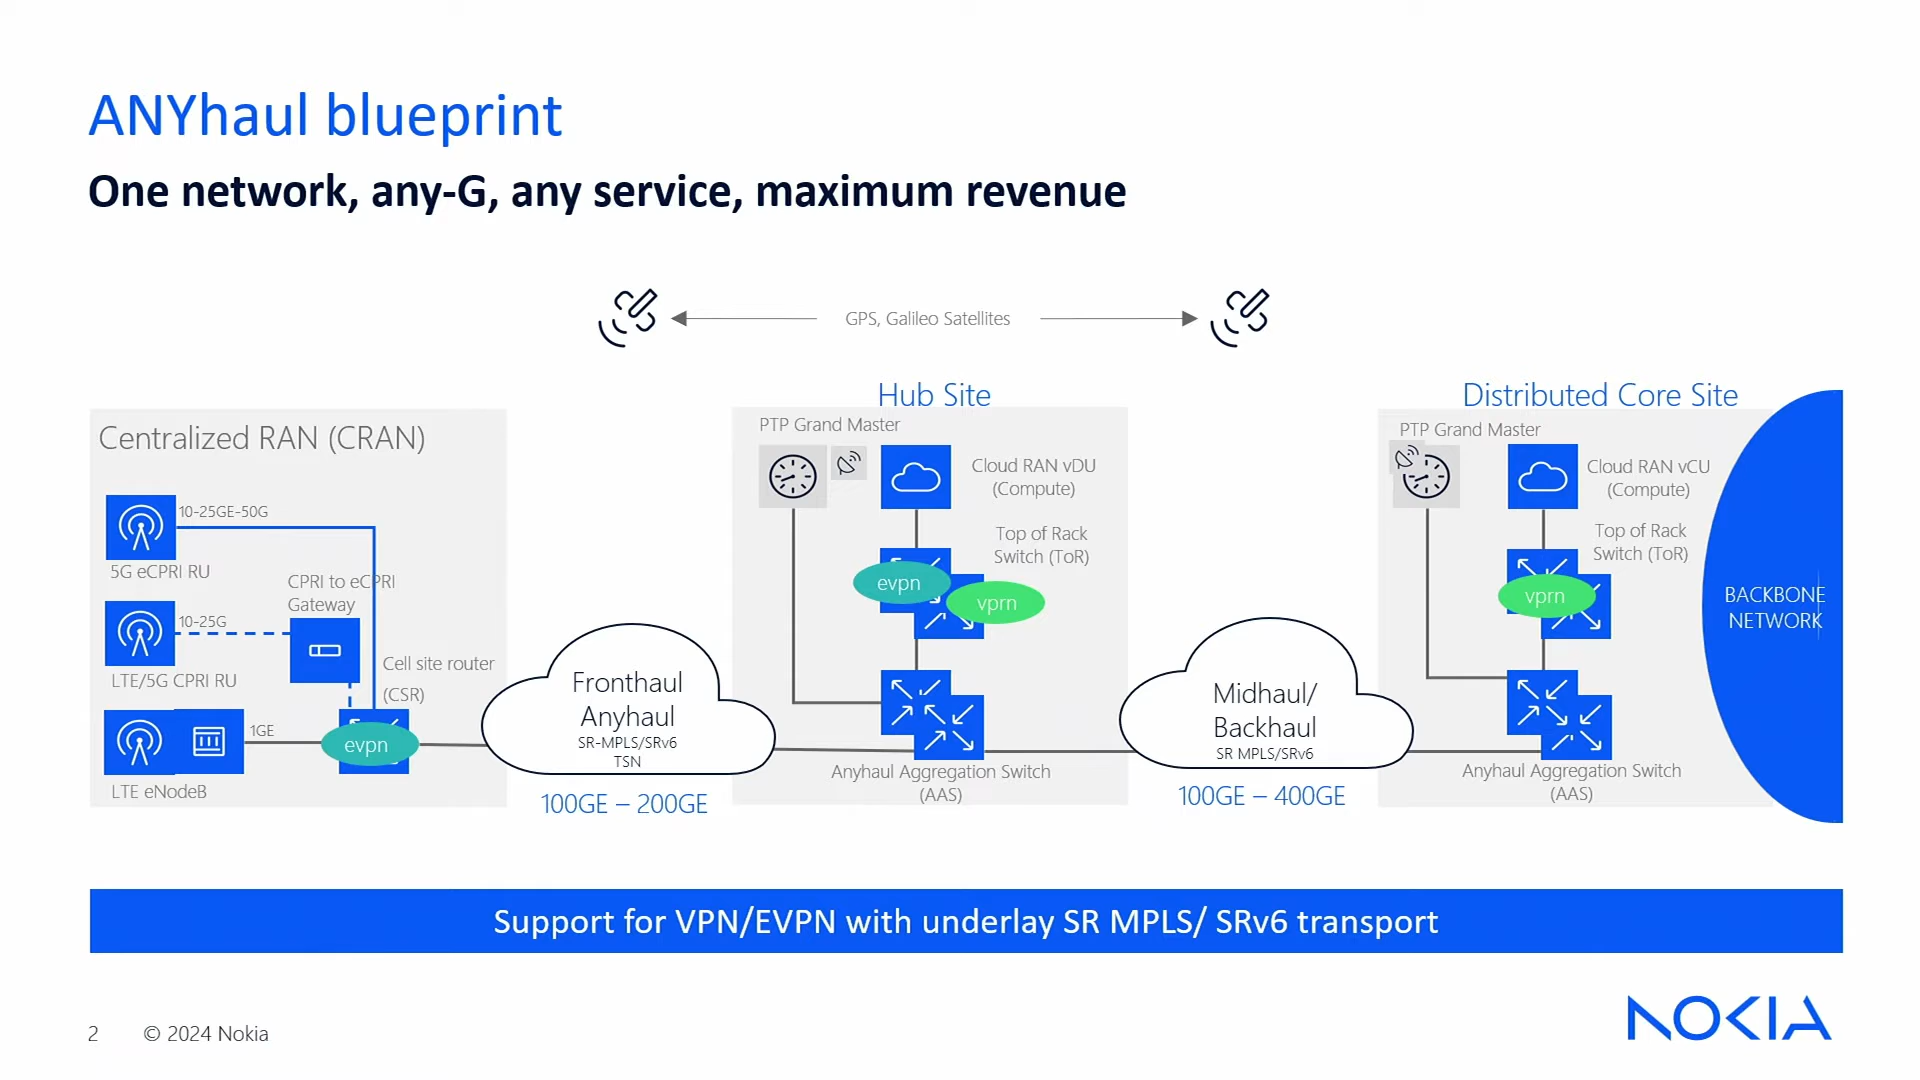 ANYhaul blueprint
One network, any-G, any service, maximum revenue
GPS, Galileo Satellites
Centralized RAN (CRAN)
10-25GE-50G
5G eCPRI RU
CPRI to eCPRI
Gateway
10-25G
LTE/5G CPRI RU
Cell site router
(CSR)
1GE
evpn
LTE eNodeB
Fronthaul
Anyhaul
SR-MPLS/SRv6
TSN
100GE – 200GE
Hub Site
PTP Grand Master
Cloud RAN vDU
(Compute)
Top of Rack
Switch (ToR)
evpn
vprn
Anyhaul Aggregation Switch
(AAS)
Midhaul/
Backhaul
SR MPLS/SRv6
100GE – 400GE
Distributed Core Site
PTP Grand Master
Cloud RAN vCU
(Compute)
Top of Rack
Switch (ToR)
vprn
Anyhaul Aggregation Switch
(AAS)
BACKBONE
NETWORK
Support for VPN/EVPN with underlay SR MPLS/ SRv6 transport
2
© 2024 Nokia
NOKIA